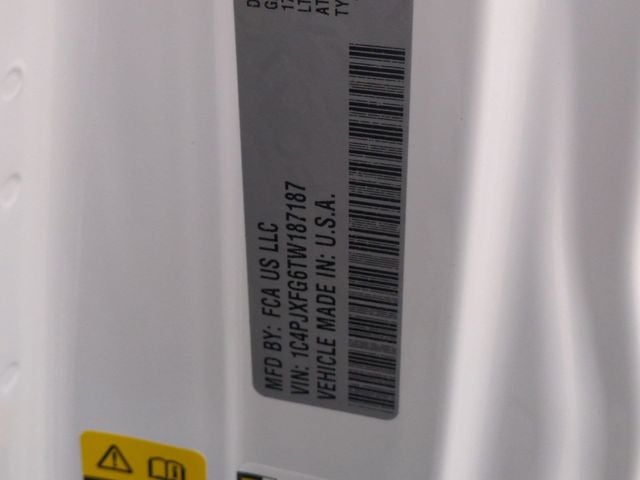 MFD BY: FCA US LLC
VIN: 1C4PJXFG6TW187187
VEHICLE MADE IN: U.S.A.